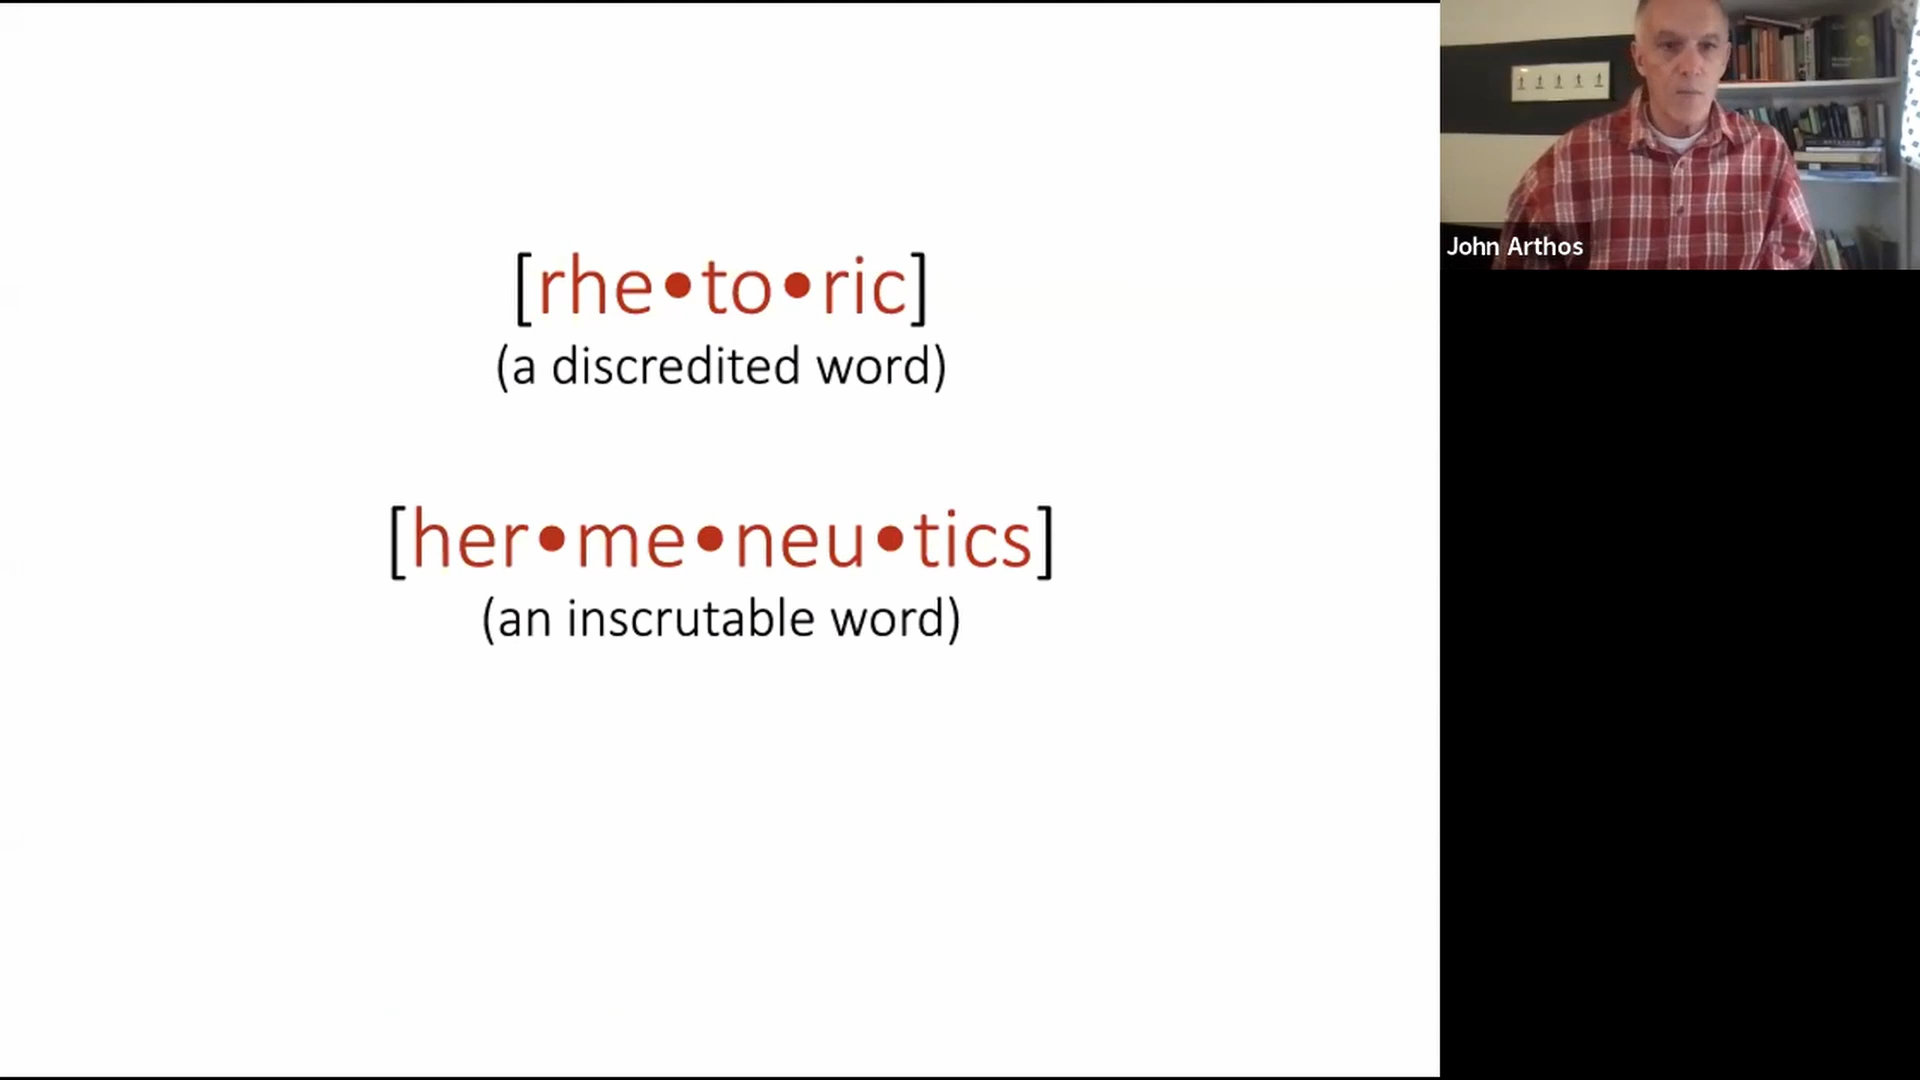 [rhe•to•ric]
(a discredited word)
[her•me•neu•tics]
(an inscrutable word)
John Arthos